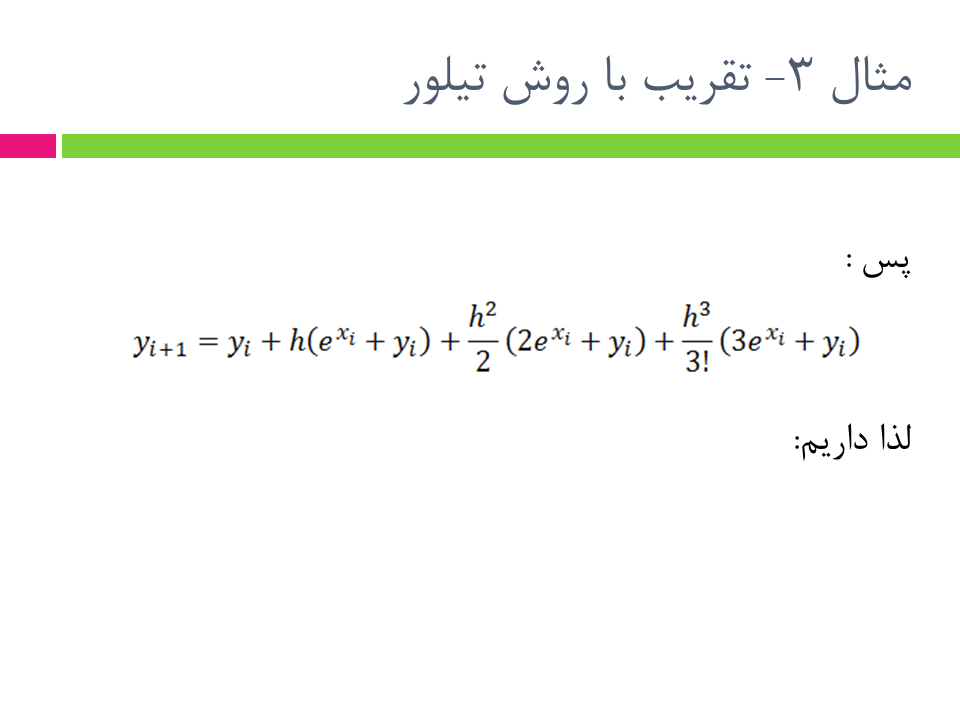 مثال ۳- تقریب با روش تیلور
پس :
y_{i+1} = y_i + h(e^{x_i} + y_i) + \frac{h^2}{2}(2e^{x_i} + y_i) + \frac{h^3}{3!}(3e^{x_i} + y_i)
لذا داریم: